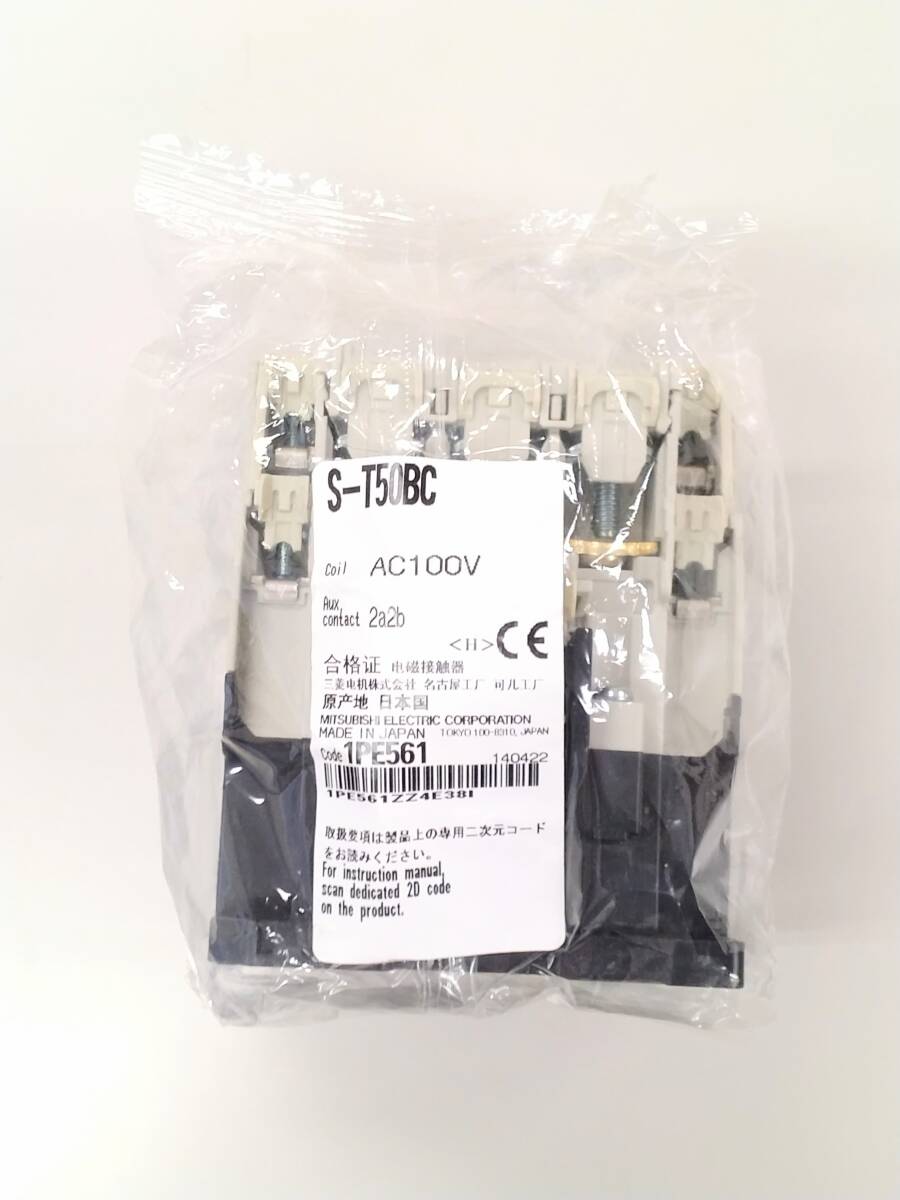 S-T50BC
Coil AC100V
Aux.
contact 2a2b
<H> CE
合格证 电磁接触器
三菱电机株式会社 名古屋工厂 可儿工厂
原产地 日本国
MITSUBISHI ELECTRIC CORPORATION
MADE IN JAPAN TOKYO 100-8310, JAPAN
Code 1PE561 140422
1PE561ZZ4E38I
取扱要項は製品上の専用二次元コード
をお読みください。
For instruction manual,
scan dedicated 2D code
on the product.